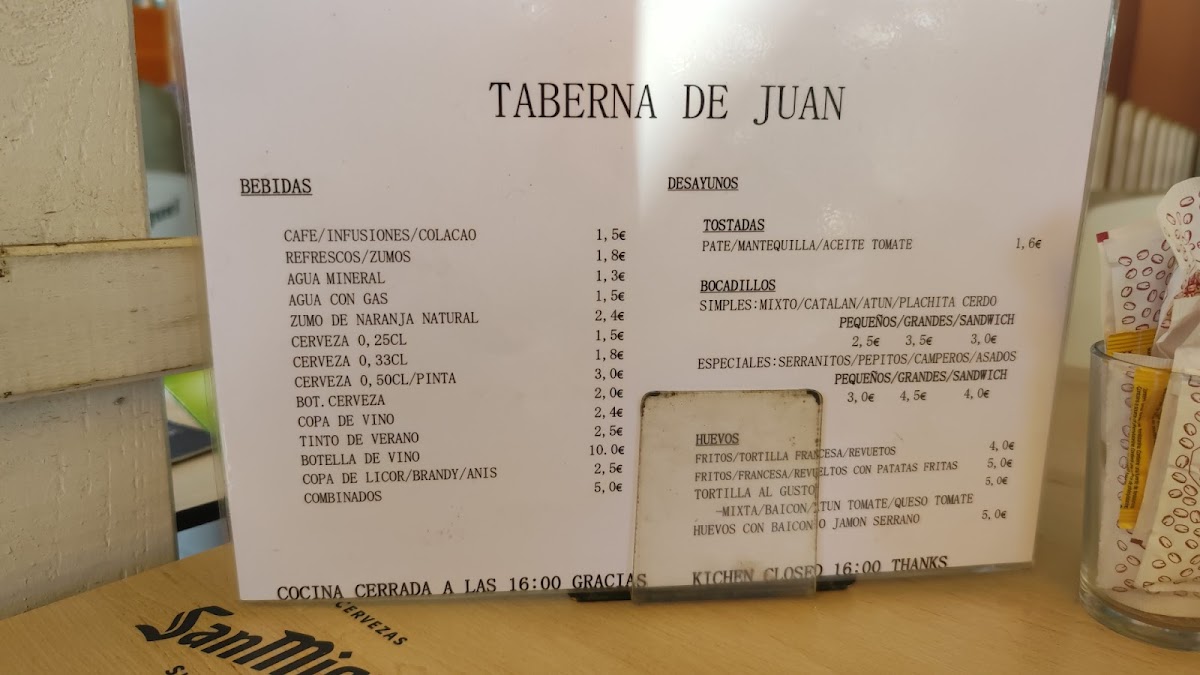 TABERNA DE JUAN
BEBIDAS
CAFE/INFUSIONES/COLACAO 1,5€
REFRESCOS/ZUMOS 1,8€
AGUA MINERAL 1,3€
AGUA CON GAS 1,5€
ZUMO DE NARANJA NATURAL 2,4€
CERVEZA 0,25CL 1,5€
CERVEZA 0,33CL 1,8€
CERVEZA 0,50CL/PINTA 3,0€
BOT.CERVEZA 2,0€
COPA DE VINO 2,4€
TINTO DE VERANO 2,5€
BOTELLA DE VINO 10.0€
COPA DE LICOR/BRANDY/ANIS 2,5€
COMBINADOS 5,0€
COCINA CERRADA A LAS 16:00 GRACIAS
DESAYUNOS
TOSTADAS
PATE/MANTEQUILLA/ACEITE TOMATE 1,6€
BOCADILLOS
SIMPLES:MIXTO/CATALAN/ATUN/PLACHITA CERDO
PEQUEÑOS/GRANDES/SANDWICH
2,5€ 3,5€ 3,0€
ESPECIALES:SERRANITOS/PEPITOS/CAMPEROS/ASADOS
PEQUEÑOS/GRANDES/SANDWICH
3,0€ 4,5€ 4,0€
HUEVOS
FRITOS/TORTILLA FRANCESA/REVUETOS 4,0€
FRITOS/FRANCESA/REVUELTOS CON PATATAS FRITAS 5,0€
TORTILLA AL GUSTO 5,0€
-MIXTA/BAICON/ATUN TOMATE/QUESO TOMATE
HUEVOS CON BAICON O JAMON SERRANO 5,0€
KICHEN CLOSED 16:00 THANKS
CERVEZAS
San Mig